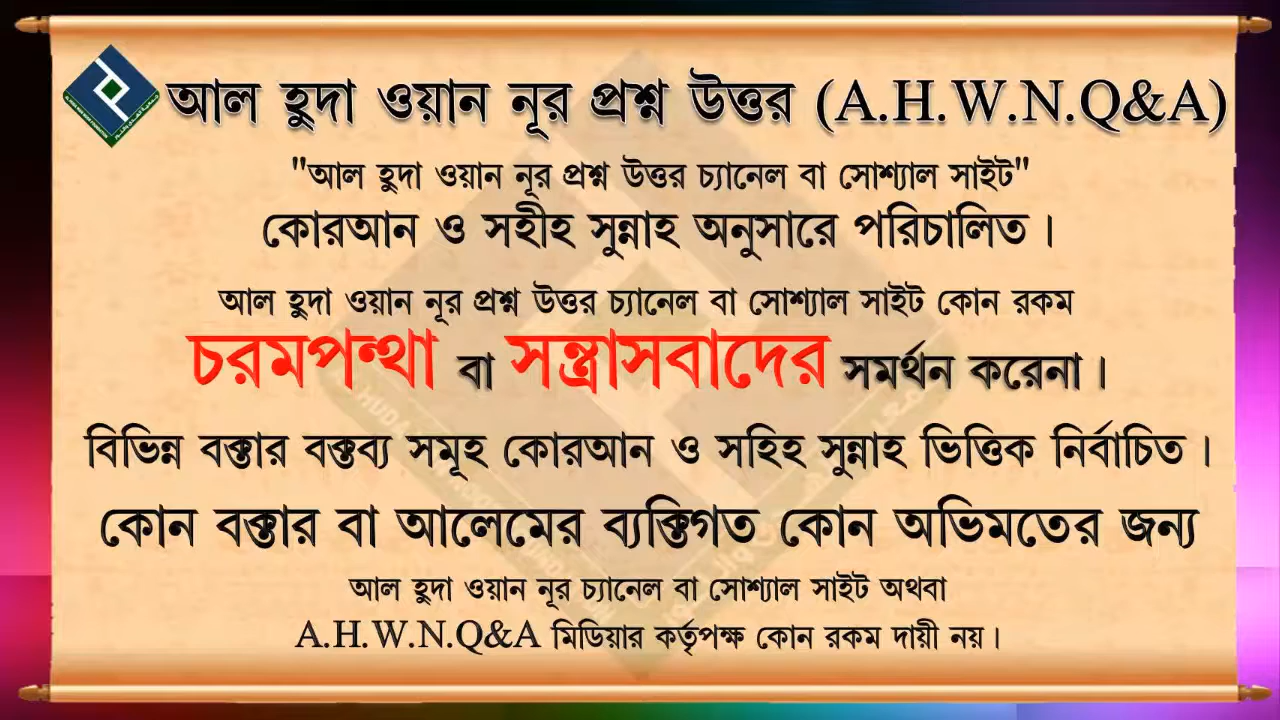 আল হুদা ওয়ান নূর প্রশ্ন উত্তর (A.H.W.N.Q&A)
"আল হুদা ওয়ান নূর প্রশ্ন উত্তর চ্যানেল বা সোশ্যাল সাইট"
কোরআন ও সহীহ সুন্নাহ অনুসারে পরিচালিত।
আল হুদা ওয়ান নূর প্রশ্ন উত্তর চ্যানেল বা সোশ্যাল সাইট কোন রকম
চরমপন্থা বা সন্ত্রাসবাদের সমর্থন করেনা।
বিভিন্ন বক্তার বক্তব্য সমূহ কোরআন ও সহিহ সুন্নাহ ভিত্তিক নির্বাচিত।
কোন বক্তার বা আলেমের ব্যক্তিগত কোন অভিমতের জন্য
আল হুদা ওয়ান নূর চ্যানেল বা সোশ্যাল সাইট অথবা
A.H.W.N.Q&A মিডিয়ার কর্তৃপক্ষ কোন রকম দায়ী নয়।